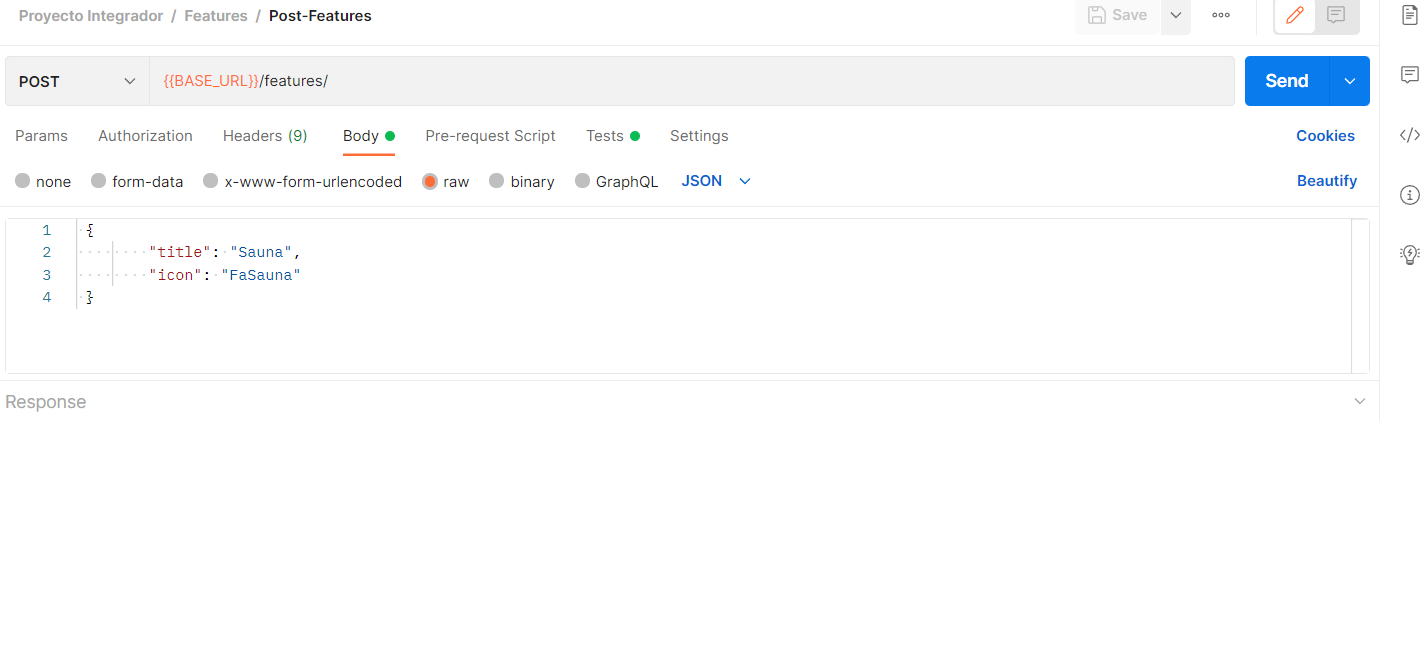 Proyecto Integrador / Features / Post-Features
Save
POST {{BASE_URL}}/features/ Send
Params Authorization Headers (9) Body Pre-request Script Tests Settings Cookies
none form-data x-www-form-urlencoded raw binary GraphQL JSON Beautify
1 {
2 "title": "Sauna",
3 "icon": "FaSauna"
4 }
Response